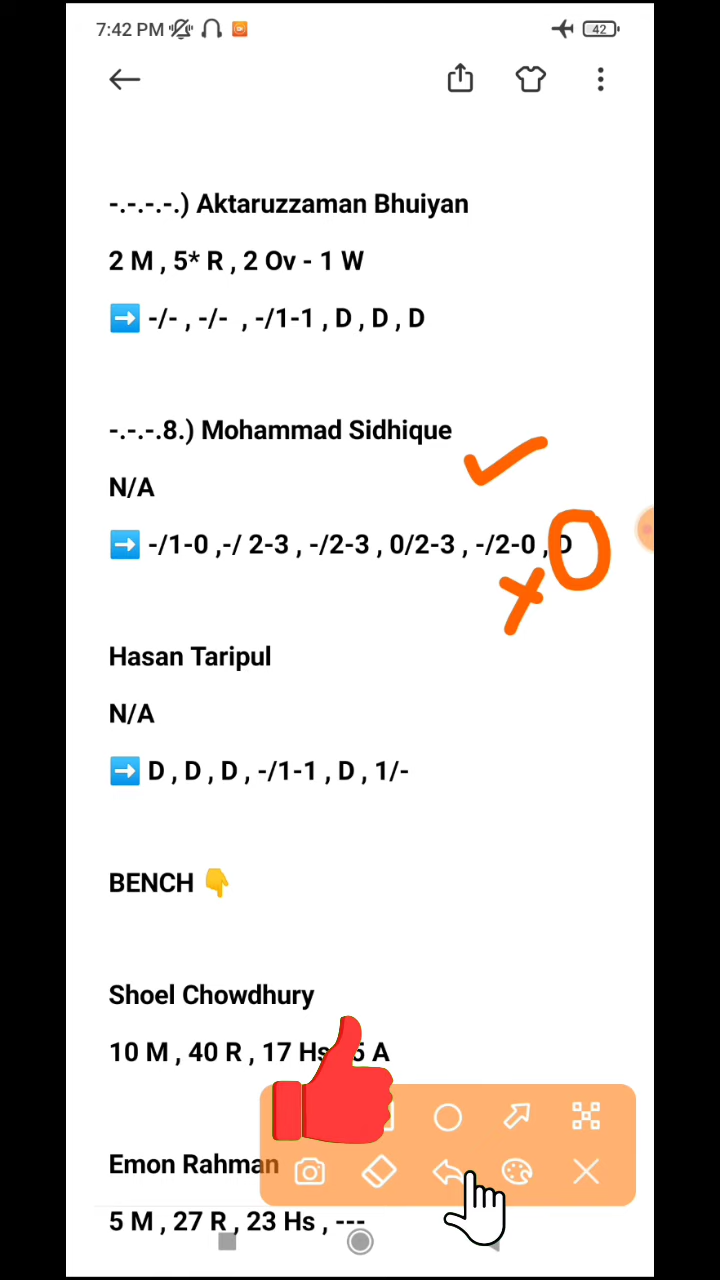 7:42 PM 42
-.-.-.-.) Aktaruzzaman Bhuiyan
2 M , 5* R , 2 Ov - 1 W
➡️ -/- , -/- , -/1-1 , D , D , D
-.-.-.8.) Mohammad Sidhique
N/A
➡️ -/1-0 ,-/ 2-3 , -/2-3 , 0/2-3 , -/2-0 , D
Hasan Taripul
N/A
➡️ D , D , D , -/1-1 , D , 1/-
BENCH 👇
Shoel Chowdhury
10 M , 40 R , 17 Hs 5 A
Emon Rahman
5 M , 27 R , 23 Hs , ---